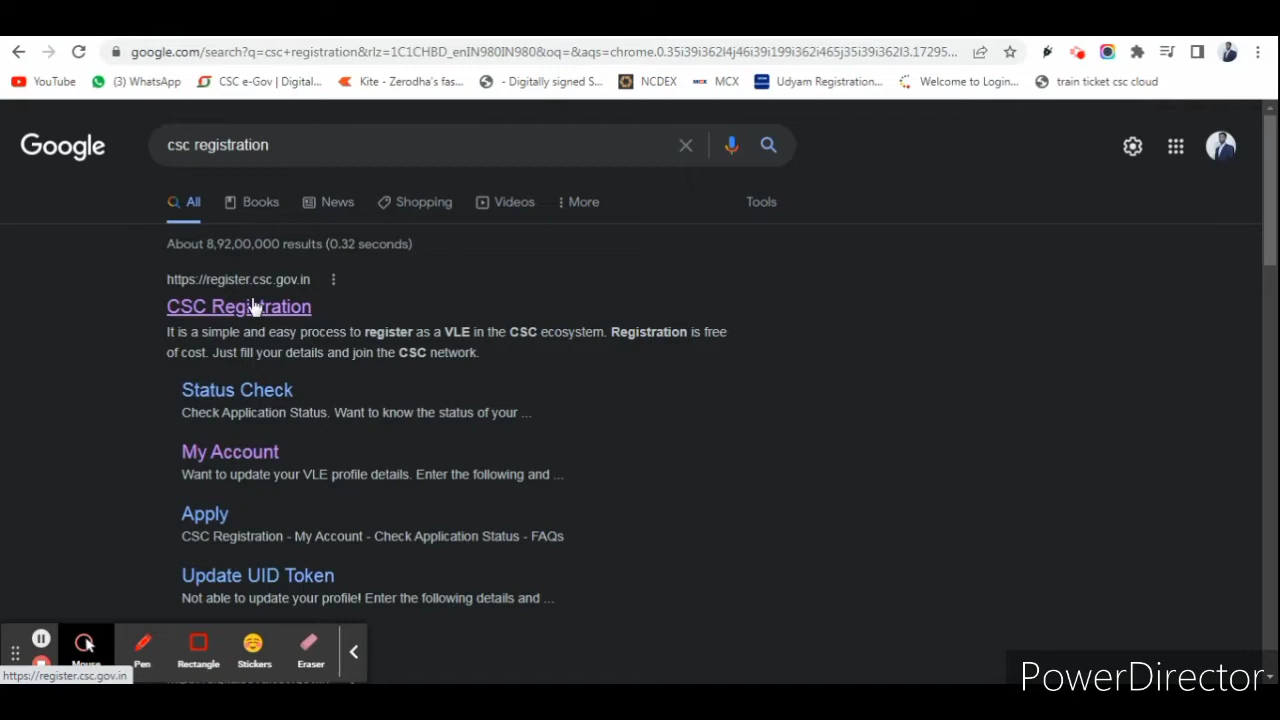 google.com/search?q=csc+registration&rlz=1C1CHBD_enIN980IN980&oq=&aqs=chrome.0.35i39i362l4j46i39i199i362i465j35i39i362l3.17295...
YouTube (3) WhatsApp CSC e-Gov | Digital... Kite - Zerodha's fas... - Digitally signed S... NCDEX MCX Udyam Registration... Welcome to Login... train ticket csc cloud
Google csc registration
All Books News Shopping Videos More Tools
About 8,92,00,000 results (0.32 seconds)
https://register.csc.gov.in
CSC Registration
It is a simple and easy process to register as a VLE in the CSC ecosystem. Registration is free
of cost. Just fill your details and join the CSC network.
Status Check
Check Application Status. Want to know the status of your ...
My Account
Want to update your VLE profile details. Enter the following and ...
Apply
CSC Registration - My Account - Check Application Status - FAQs
Update UID Token
Not able to update your profile! Enter the following details and ...
Mouse Pen Rectangle Stickers Eraser
https://register.csc.gov.in
PowerDirector